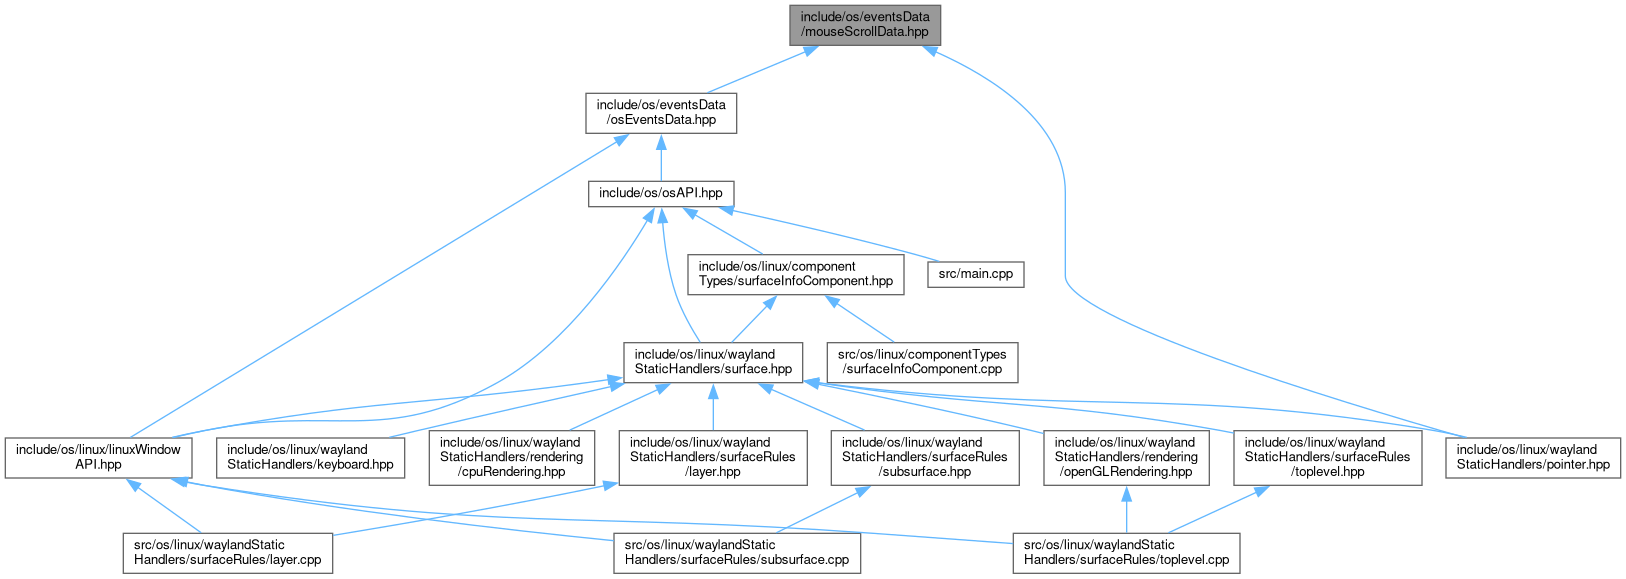 include/os/eventsData
/mouseScrollData.hpp
include/os/eventsData
/osEventsData.hpp
include/os/osAPI.hpp
include/os/linux/component
Types/surfaceInfoComponent.hpp
src/main.cpp
include/os/linux/wayland
StaticHandlers/surface.hpp
src/os/linux/componentTypes
/surfaceInfoComponent.cpp
include/os/linux/linuxWindow
API.hpp
include/os/linux/wayland
StaticHandlers/keyboard.hpp
include/os/linux/wayland
StaticHandlers/rendering
/cpuRendering.hpp
include/os/linux/wayland
StaticHandlers/surfaceRules
/layer.hpp
include/os/linux/wayland
StaticHandlers/surfaceRules
/subsurface.hpp
include/os/linux/wayland
StaticHandlers/rendering
/openGLRendering.hpp
include/os/linux/wayland
StaticHandlers/surfaceRules
/toplevel.hpp
include/os/linux/wayland
StaticHandlers/pointer.hpp
src/os/linux/waylandStatic
Handlers/surfaceRules/layer.cpp
src/os/linux/waylandStatic
Handlers/surfaceRules/subsurface.cpp
src/os/linux/waylandStatic
Handlers/surfaceRules/toplevel.cpp